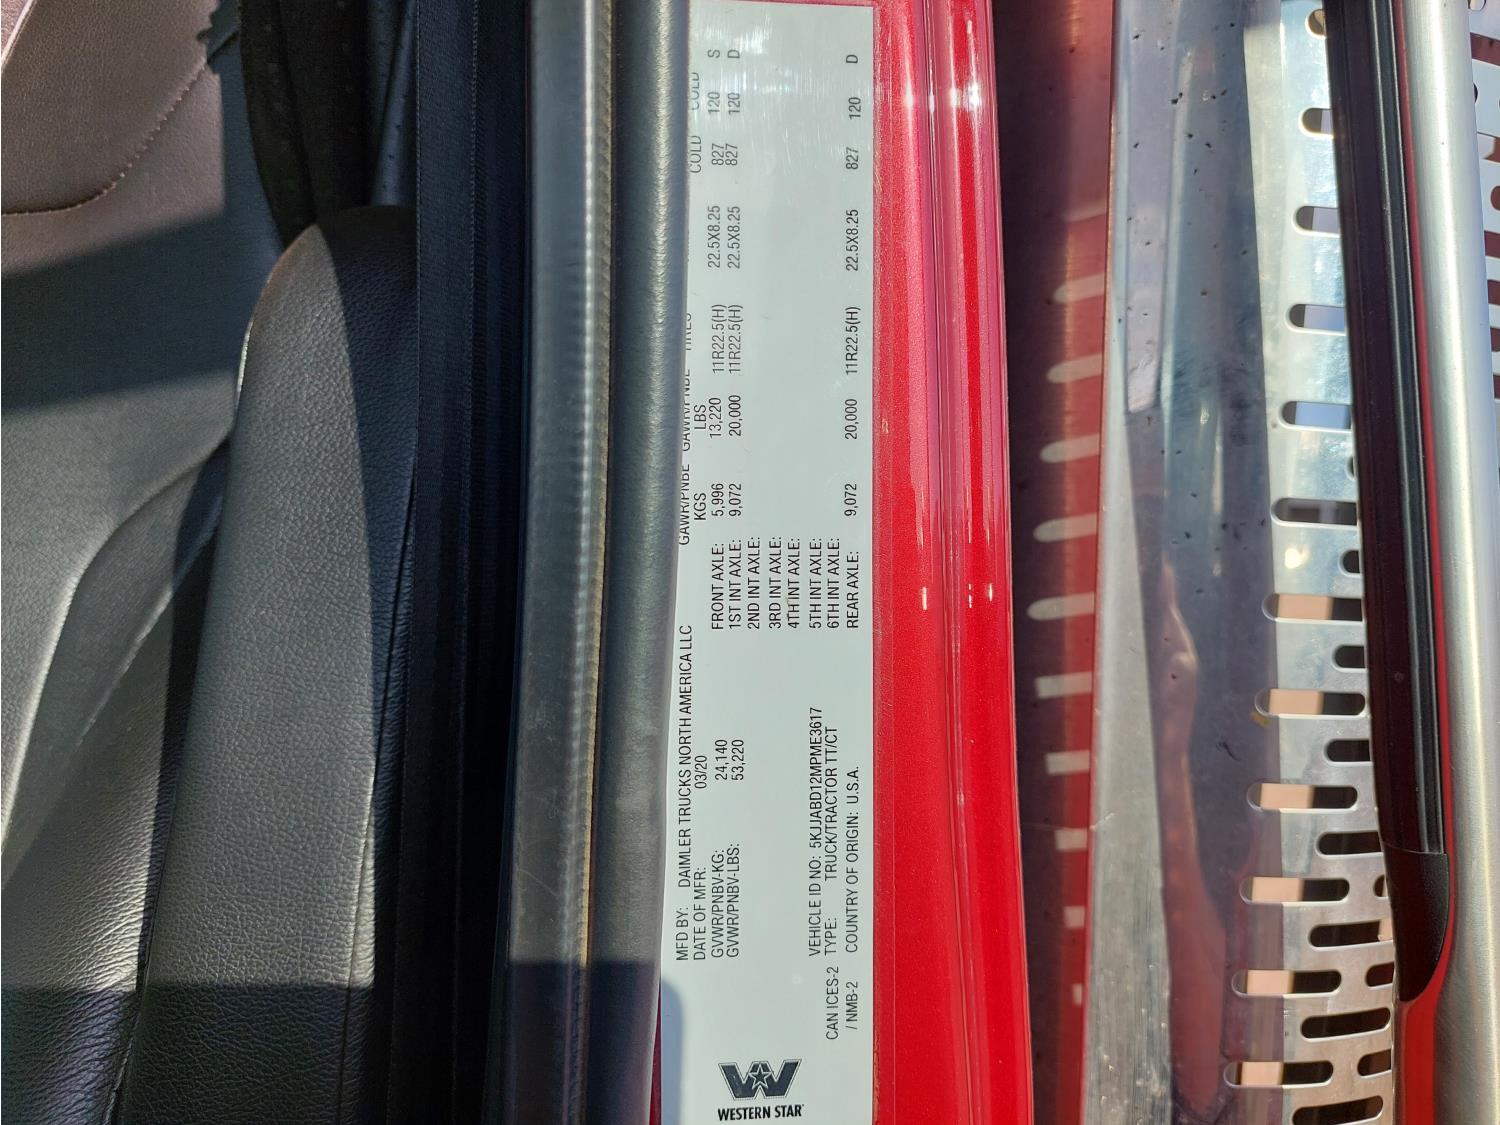 MFD BY: DAIMLER TRUCKS NORTH AMERICA LLC
DATE OF MFR: 03/20
GVWR/PNBV-KG: 24,140
GVWR/PNBV-LBS: 53,220
VEHICLE ID NO: 5KJJABD12MPME3617
TYPE: TRUCK/TRACTOR TT/CT
COUNTRY OF ORIGIN: U.S.A.
CAN ICES-2
/ NMB-2
WESTERN STAR
GAWR/PNBE GAWR/PNBE TIRES COLD COLD
KGS LBS
FRONT AXLE: 5,996 13,220 11R22.5(H) 22.5X8.25 827 120 S
1ST INT AXLE: 9,072 20,000 11R22.5(H) 22.5X8.25 827 120 D
2ND INT AXLE:
3RD INT AXLE:
4TH INT AXLE:
5TH INT AXLE:
6TH INT AXLE:
REAR AXLE: 9,072 20,000 11R22.5(H) 22.5X8.25 827 120 D